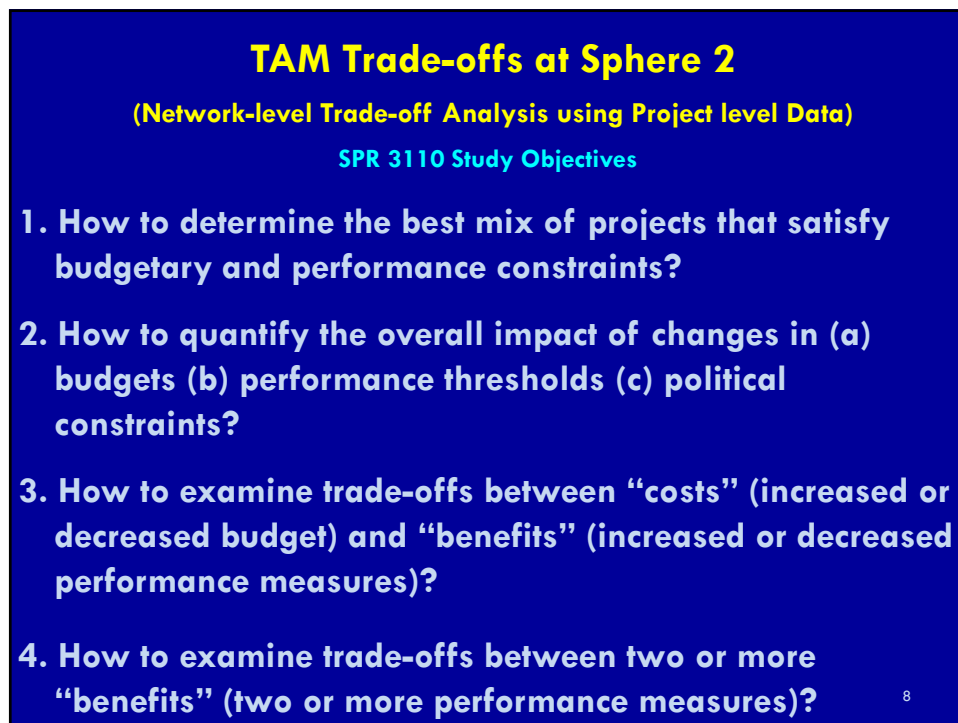 TAM Trade-offs at Sphere 2
(Network-level Trade-off Analysis using Project level Data)
SPR 3110 Study Objectives
1. How to determine the best mix of projects that satisfy
budgetary and performance constraints?
2. How to quantify the overall impact of changes in (a)
budgets (b) performance thresholds (c) political
constraints?
3. How to examine trade-offs between “costs” (increased or
decreased budget) and “benefits” (increased or decreased
performance measures)?
4. How to examine trade-offs between two or more
“benefits” (two or more performance measures)?
8